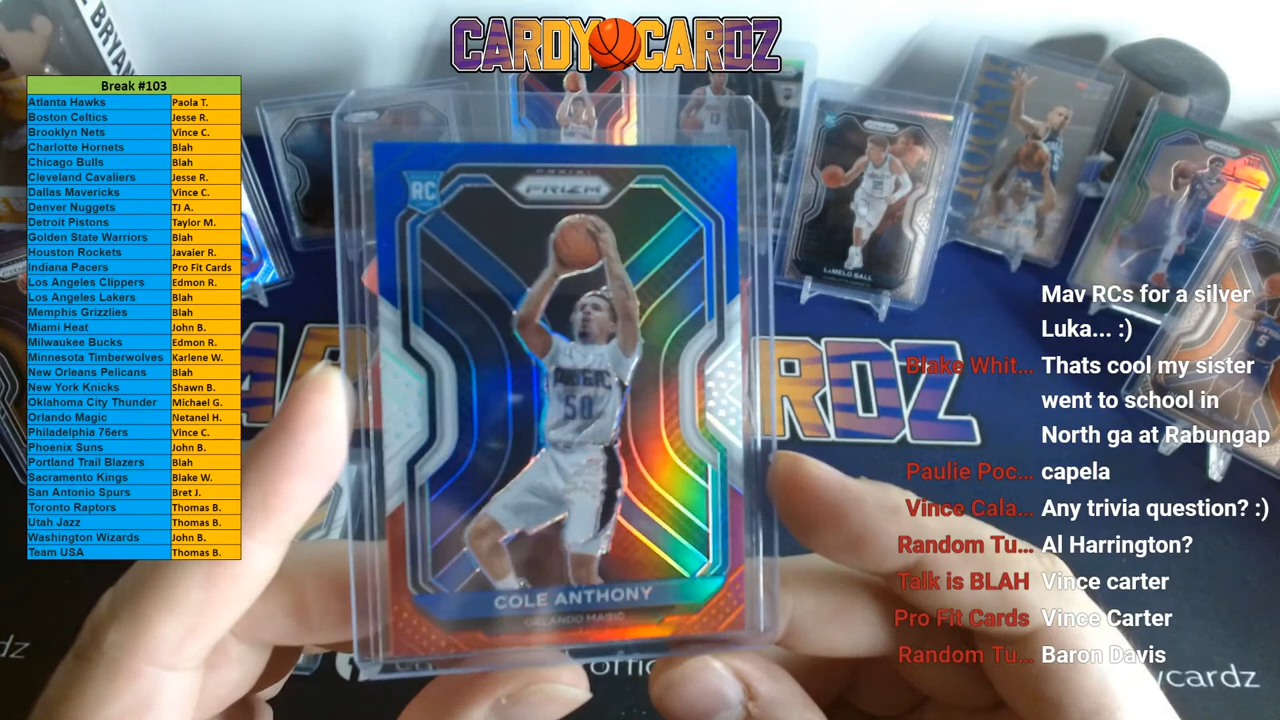 CARDY CARDZ
BRYAN
Break #103
Atlanta Hawks Paola T.
Boston Celtics Jesse R.
Brooklyn Nets Vince C.
Charlotte Hornets Blah
Chicago Bulls Blah
Cleveland Cavaliers Jesse R.
Dallas Mavericks Vince C.
Denver Nuggets TJ A.
Detroit Pistons Taylor M.
Golden State Warriors Blah
Houston Rockets Javaier R.
Indiana Pacers Pro Fit Cards
Los Angeles Clippers Edmon R.
Los Angeles Lakers Blah
Memphis Grizzlies Blah
Miami Heat John B.
Milwaukee Bucks Edmon R.
Minnesota Timberwolves Karlene W.
New Orleans Pelicans Blah
New York Knicks Shawn B.
Oklahoma City Thunder Michael G.
Orlando Magic Netanel H.
Philadelphia 76ers Vince C.
Phoenix Suns John B.
Portland Trail Blazers Blah
Sacramento Kings Blake W.
San Antonio Spurs Bret J.
Toronto Raptors Thomas B.
Utah Jazz Thomas B.
Washington Wizards John B.
Team USA Thomas B.
RC
PANINI
PRIZM
MAGIC
50
COLE ANTHONY
ORLANDO MAGIC
LaMELO BALL
ROOKIE
RDZ
Mav RCs for a silver
Luka... :)
Blake Whit... Thats cool my sister
went to school in
North ga at Rabungap
Paulie Poc... capela
Vince Cala... Any trivia question? :)
Random Tu... Al Harrington?
Talk is BLAH Vince carter
Pro Fit Cards Vince Carter
Random Tu... Baron Davis
ycardz